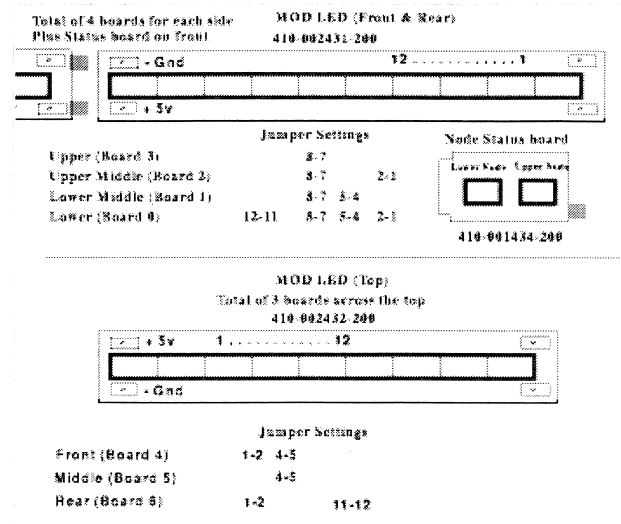 Total of 4 boards for each side
Plus Status board on front
MOD LED (Front & Rear)
410-002431-200
- Gnd
12 . . . . . . . . . . . . 1
+ 5v
Jumper Settings
Upper (Board 3) 8-7
Upper Middle (Board 2) 8-7 2-1
Lower Middle (Board 1) 8-7 5-4
Lower (Board 0) 12-11 8-7 5-4 2-1
Node Status board
Lower Node Upper Node
410-001434-200
MOD LED (Top)
Total of 3 boards across the top
410-002432-200
+ 5v 1 . . . . . . . . . . . . 12
- Gnd
Jumper Settings
Front (Board 4) 1-2 4-5
Middle (Board 5) 4-5
Rear (Board 6) 1-2 11-12